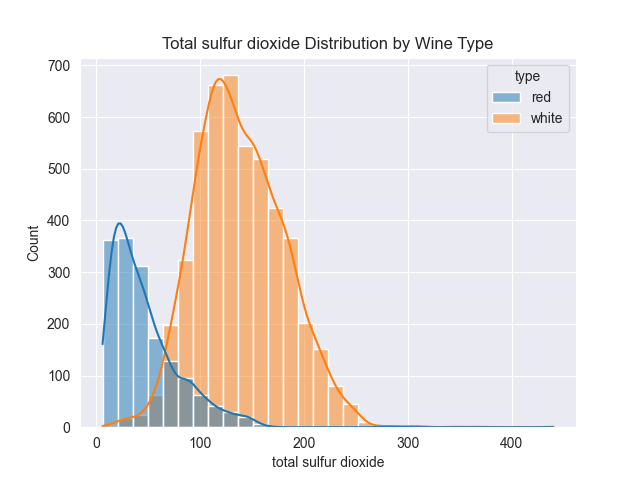 Total sulfur dioxide Distribution by Wine Type
type
red
white
Count
700
600
500
400
300
200
100
0
0 100 200 300 400
total sulfur dioxide